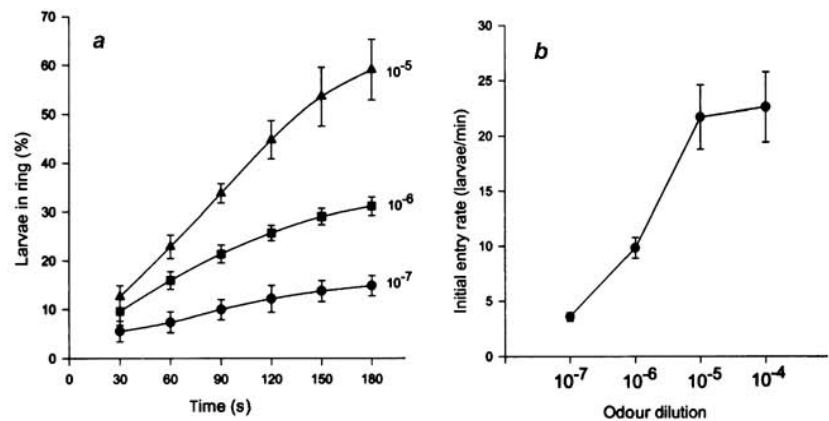 a
Larvae in ring (%)
70
60
50
40
30
20
10
0
0 30 60 90 120 150 180
Time (s)
10-5
10-6
10-7
b
Initial entry rate (larvae/min)
30
25
20
15
10
5
0
10-7 10-6 10-5 10-4
Odour dilution